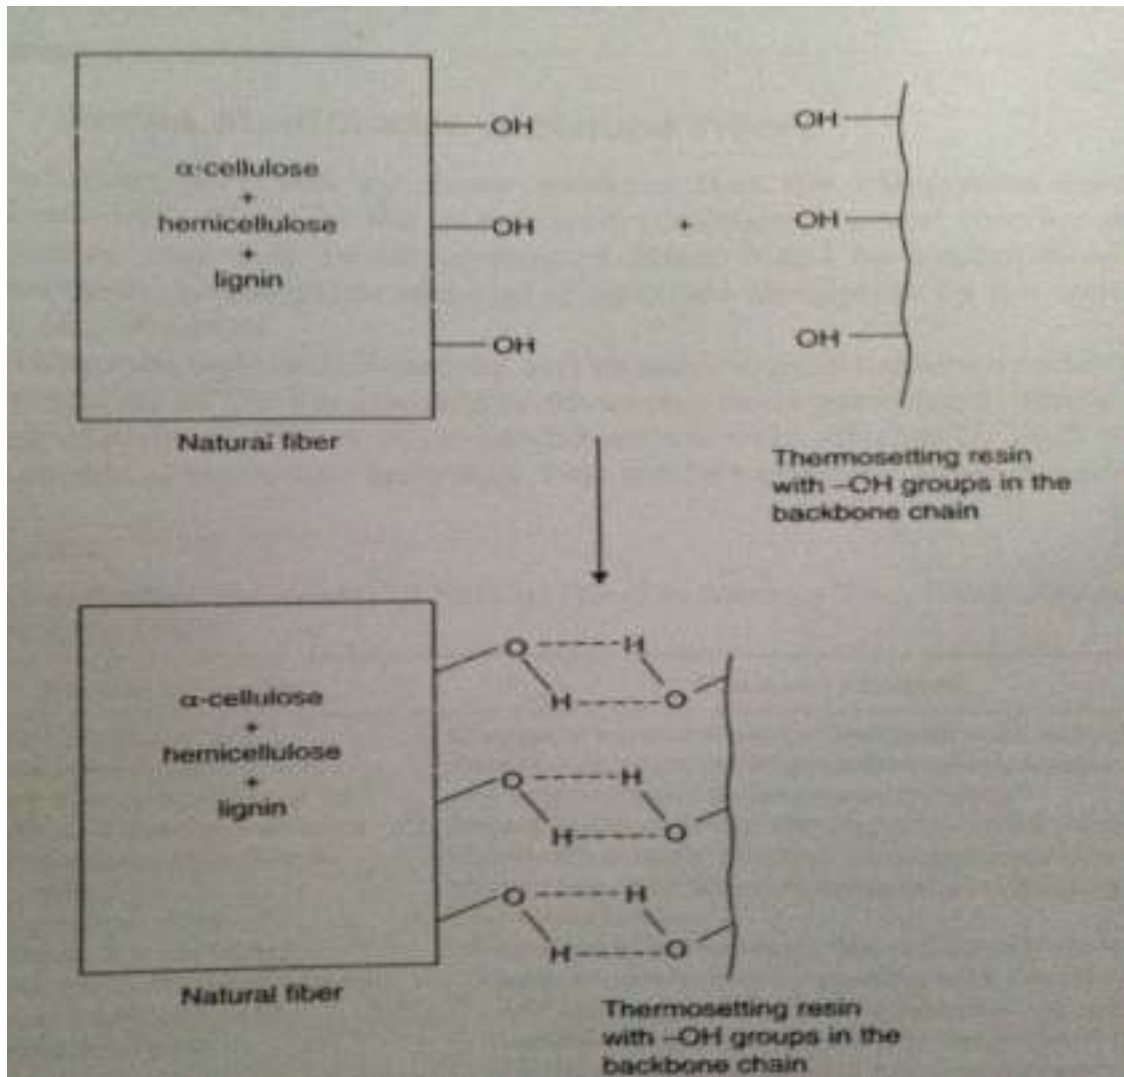 OH
OH
α-cellulose
+
hemicellulose
+
lignin
OH
+
OH
OH
OH
Natural fiber
Thermosetting resin
with –OH groups in the
backbone chain
O H
H O
α-cellulose
+
hemicellulose
+
lignin
O H
H O
O H
H O
Natural fiber
Thermosetting resin
with –OH groups in the
backbone chain